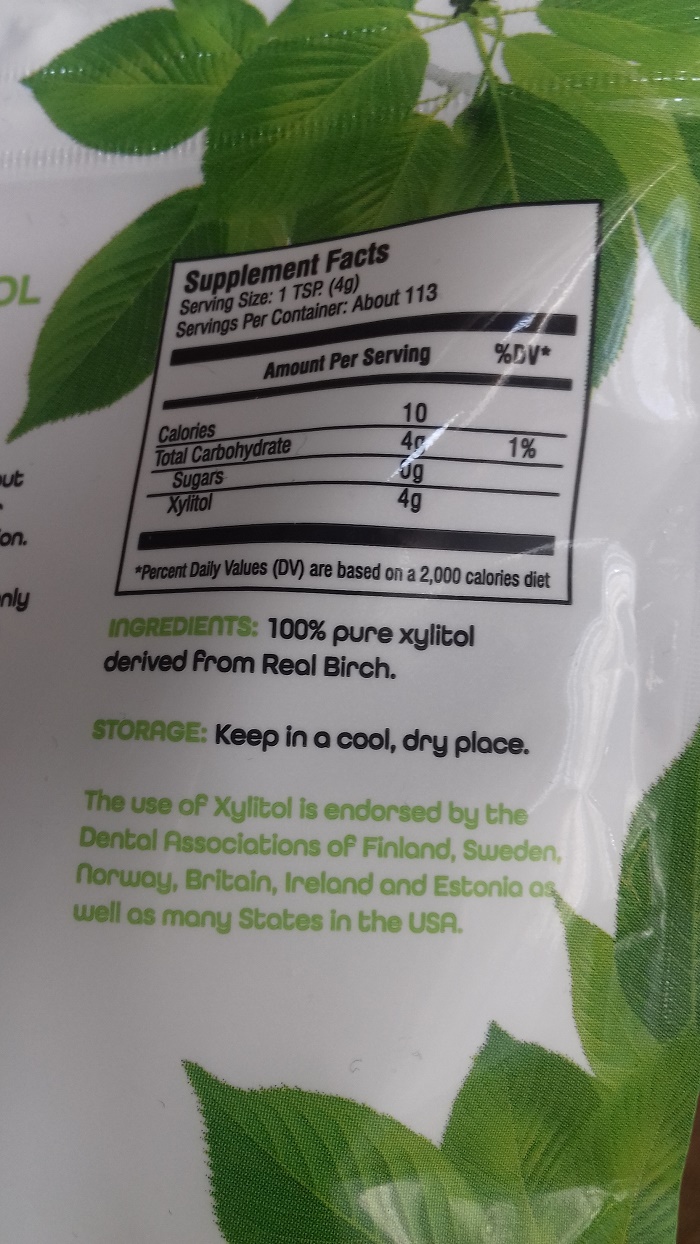 OL
Supplement Facts
Serving Size: 1 TSP. (4g)
Servings Per Container: About 113
Amount Per Serving %DV*
Calories 10
Total Carbohydrate 4g 1%
Sugars 0g
Xylitol 4g
*Percent Daily Values (DV) are based on a 2,000 calories diet
INGREDIENTS: 100% pure xylitol
derived from Real Birch.
STORAGE: Keep in a cool, dry place.
The use of Xylitol is endorsed by the
Dental Associations of Finland, Sweden,
Norway, Britain, Ireland and Estonia as
well as many States in the USA.